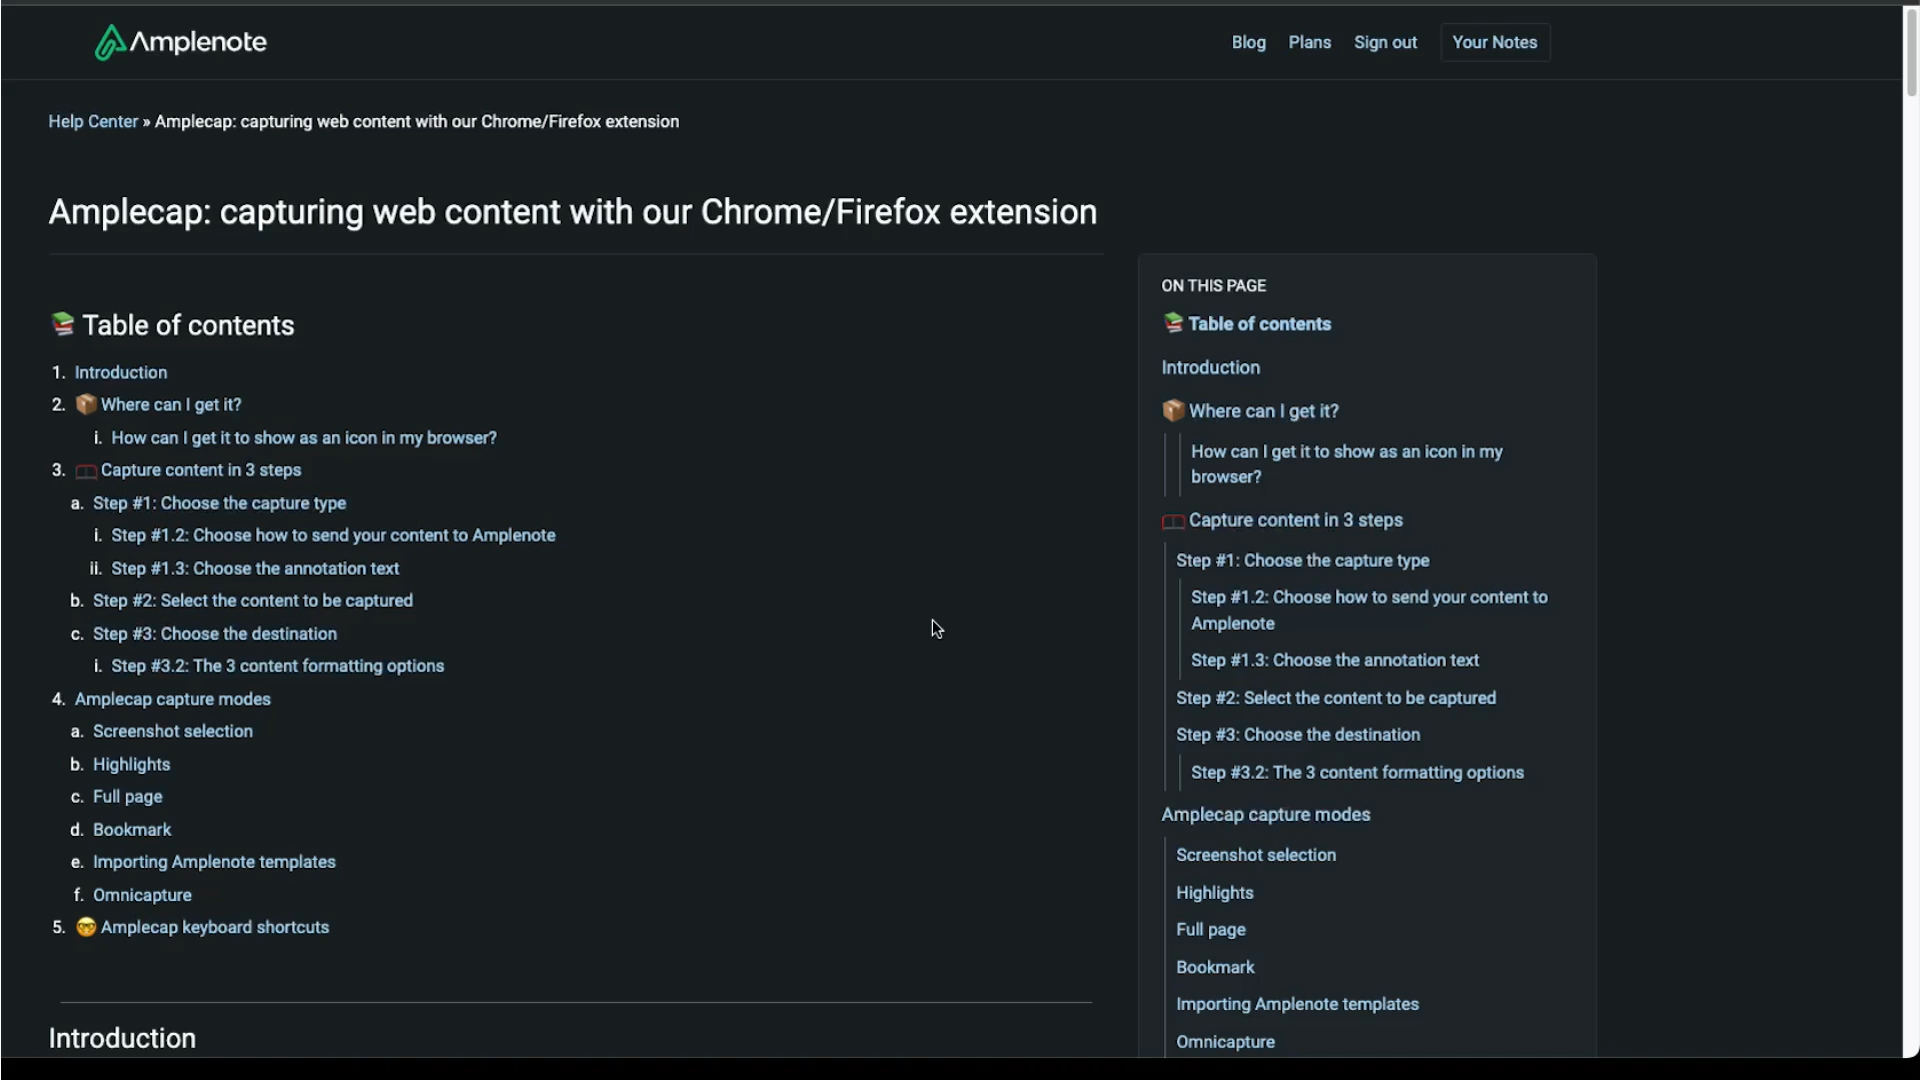 Amplenote
Blog Plans Sign out Your Notes
Help Center » Amplecap: capturing web content with our Chrome/Firefox extension
Amplecap: capturing web content with our Chrome/Firefox extension
📚 Table of contents
1. Introduction
2. 📦 Where can I get it?
i. How can I get it to show as an icon in my browser?
3. Capture content in 3 steps
a. Step #1: Choose the capture type
i. Step #1.2: Choose how to send your content to Amplenote
ii. Step #1.3: Choose the annotation text
b. Step #2: Select the content to be captured
c. Step #3: Choose the destination
i. Step #3.2: The 3 content formatting options
4. Amplecap capture modes
a. Screenshot selection
b. Highlights
c. Full page
d. Bookmark
e. Importing Amplenote templates
f. Omnicapture
5. 🤓 Amplecap keyboard shortcuts
Introduction
ON THIS PAGE
📚 Table of contents
Introduction
📦 Where can I get it?
How can I get it to show as an icon in my
browser?
Capture content in 3 steps
Step #1: Choose the capture type
Step #1.2: Choose how to send your content to
Amplenote
Step #1.3: Choose the annotation text
Step #2: Select the content to be captured
Step #3: Choose the destination
Step #3.2: The 3 content formatting options
Amplecap capture modes
Screenshot selection
Highlights
Full page
Bookmark
Importing Amplenote templates
Omnicapture